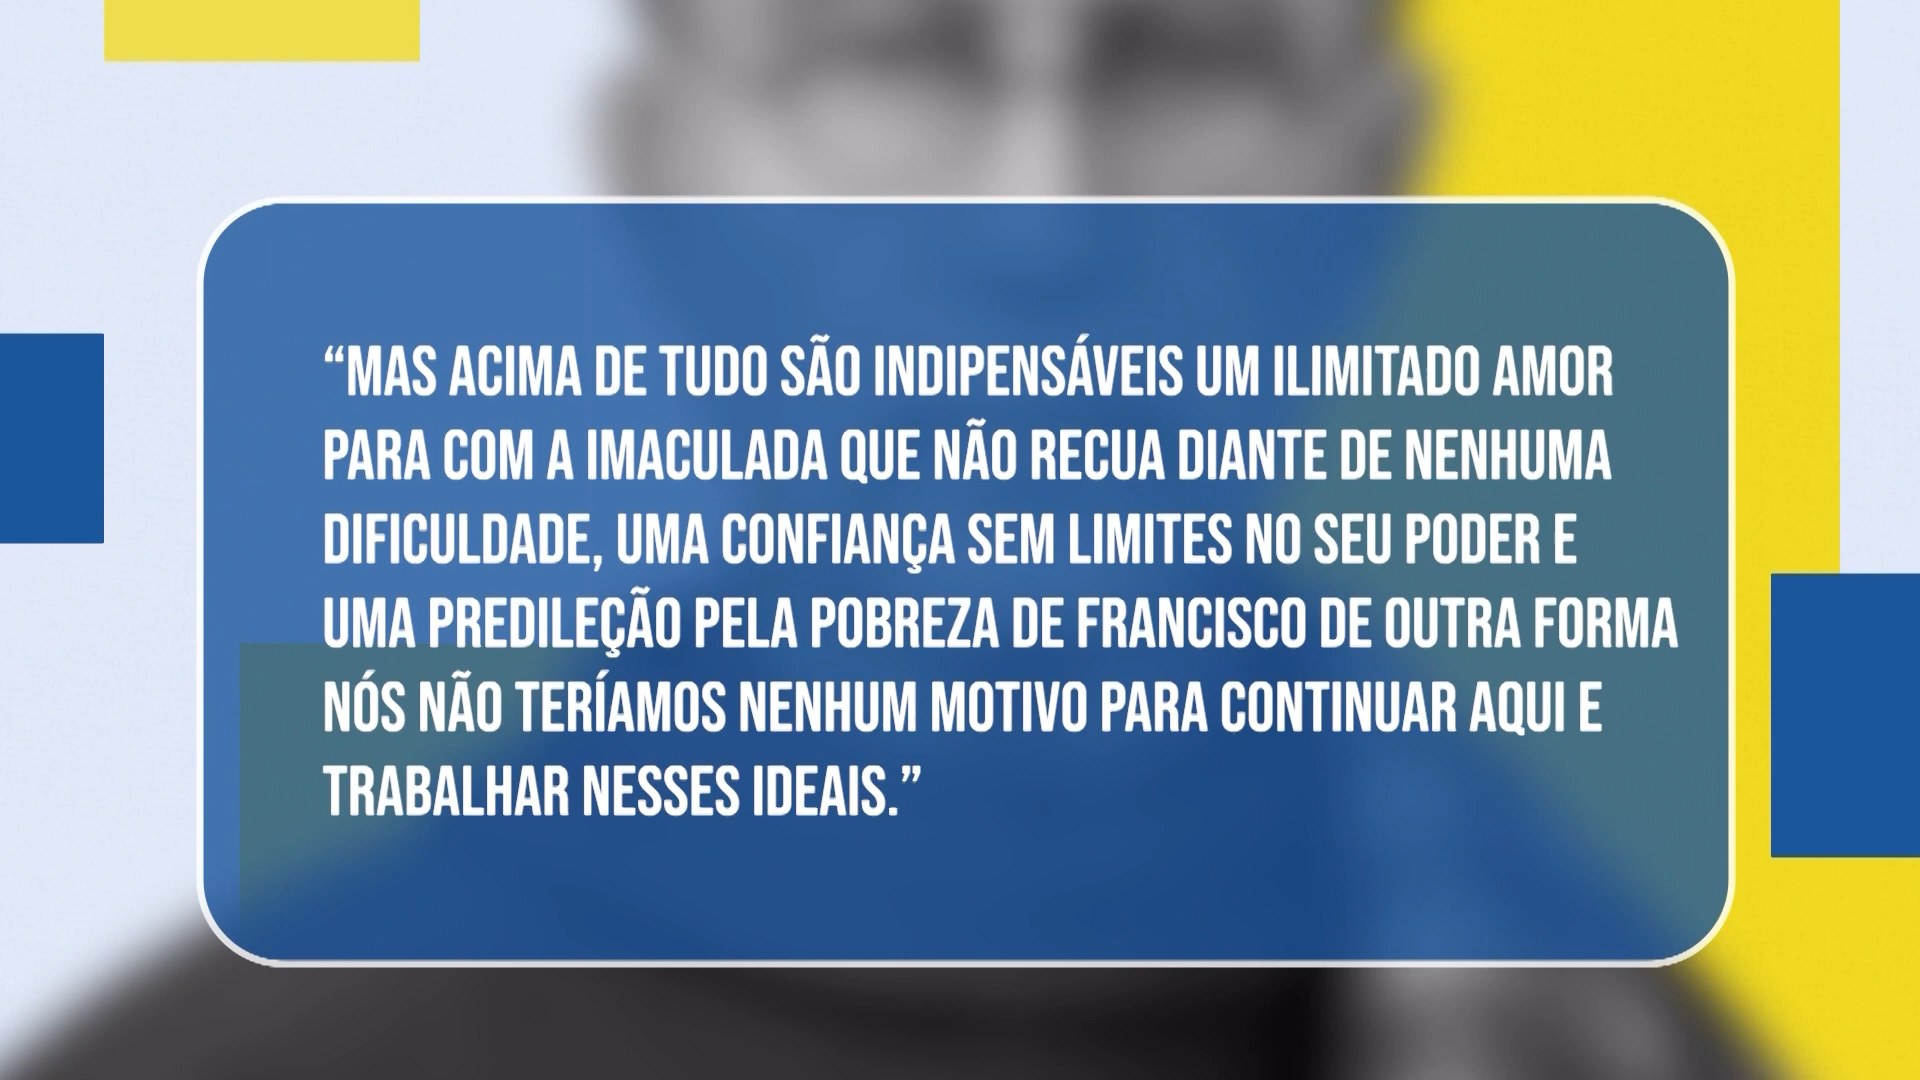 “MAS ACIMA DE TUDO SÃO INDIPENSÁVEIS UM ILIMITADO AMOR
PARA COM A IMACULADA QUE NÃO RECUA DIANTE DE NENHUMA
DIFICULDADE, UMA CONFIANÇA SEM LIMITES NO SEU PODER E
UMA PREDILEÇÃO PELA POBREZA DE FRANCISCO DE OUTRA FORMA
NÓS NÃO TERÍAMOS NENHUM MOTIVO PARA CONTINUAR AQUI E
TRABALHAR NESSES IDEAIS.”